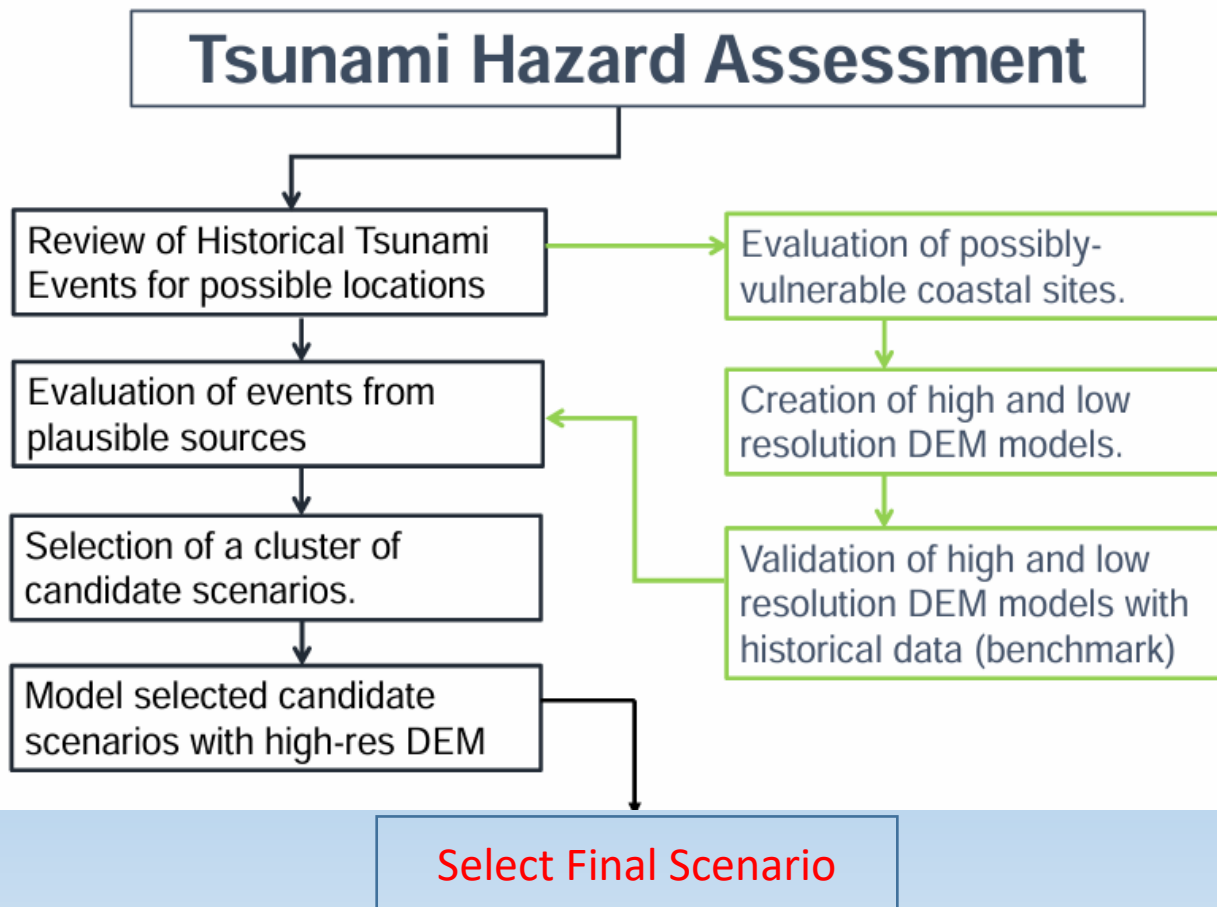 Tsunami Hazard Assessment
Review of Historical Tsunami
Events for possible locations
Evaluation of events from
plausible sources
Selection of a cluster of
candidate scenarios.
Model selected candidate
scenarios with high-res DEM
Evaluation of possibly-
vulnerable coastal sites.
Creation of high and low
resolution DEM models.
Validation of high and low
resolution DEM models with
historical data (benchmark)
Select Final Scenario